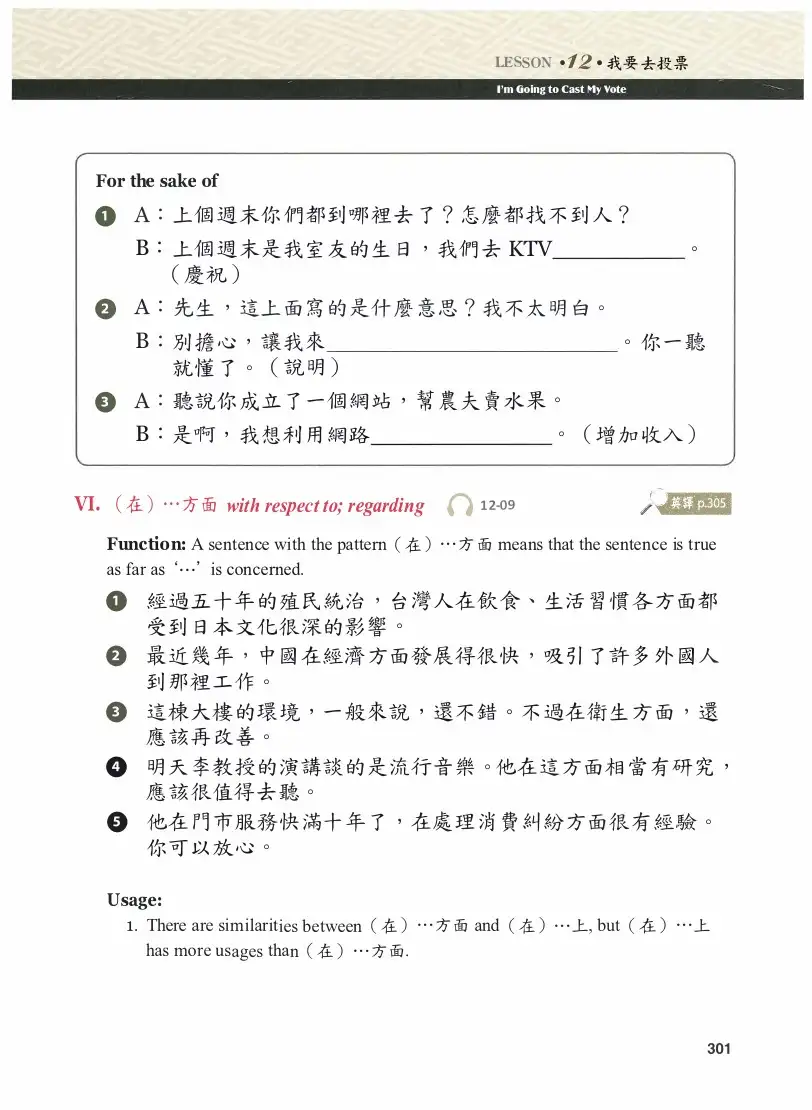 LESSON •12• 我要去投票
I'm Going to Cast My Vote
For the sake of
1 A：上個週末你們都到哪裡去了？怎麼都找不到人？
B：上個週末是我室友的生日，我們去 KTV____________。
（慶祝）
2 A：先生，這上面寫的是什麼意思？我不太明白。
B：別擔心，讓我來__________________________。你一聽
就懂了。（說明）
3 A：聽說你成立了一個網站，幫農夫賣水果。
B：是啊，我想利用網路________________。（增加收入）
VI.（在）…方面 with respect to; regarding 12-09 英譯 p.305
Function: A sentence with the pattern（在）…方面 means that the sentence is true
as far as ‘…’ is concerned.
1 經過五十年的殖民統治，台灣人在飲食、生活習慣各方面都
受到日本文化很深的影響。
2 最近幾年，中國在經濟方面發展得很快，吸引了許多外國人
到那裡工作。
3 這棟大樓的環境，一般來說，還不錯。不過在衛生方面，還
應該再改善。
4 明天李教授的演講談的是流行音樂。他在這方面相當有研究，
應該很值得去聽。
5 他在門市服務快滿十年了，在處理消費糾紛方面很有經驗。
你可以放心。
Usage:
1. There are similarities between（在）…方面 and（在）…上, but（在）…上
has more usages than（在）…方面.
301